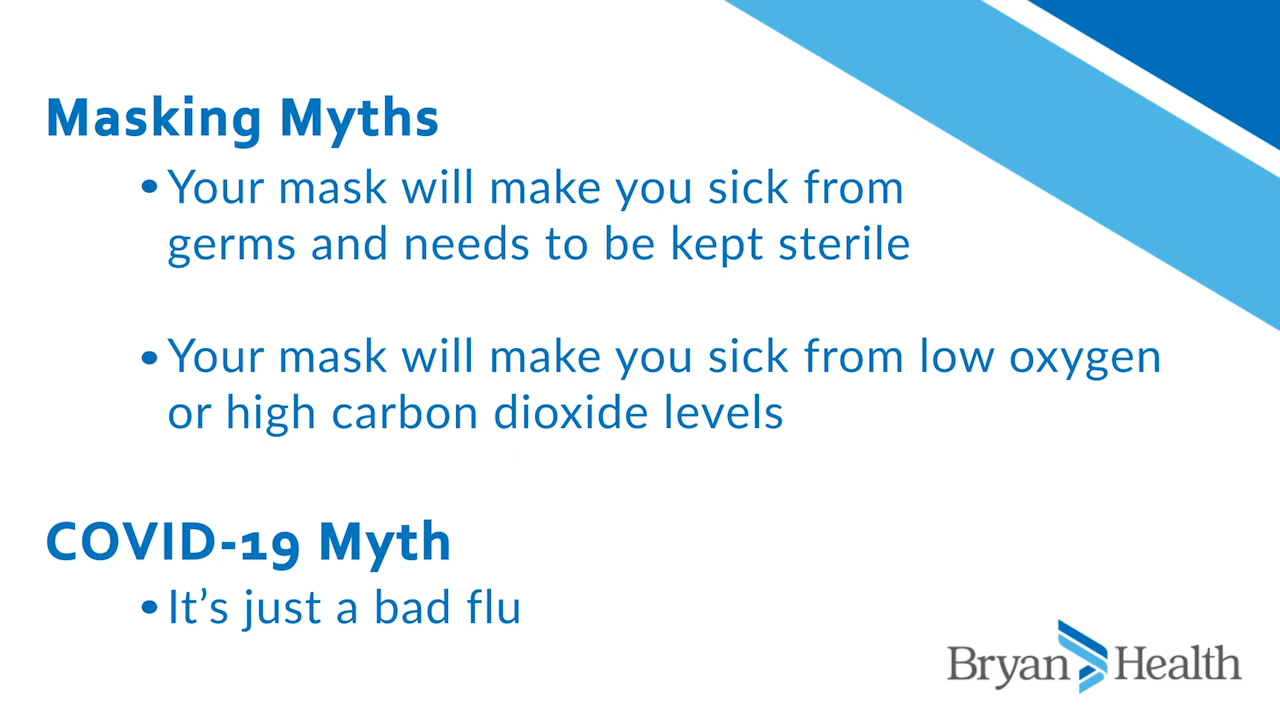 Masking Myths
•Your mask will make you sick from
germs and needs to be kept sterile
•Your mask will make you sick from low oxygen
or high carbon dioxide levels
COVID-19 Myth
•It’s just a bad flu
Bryan Health